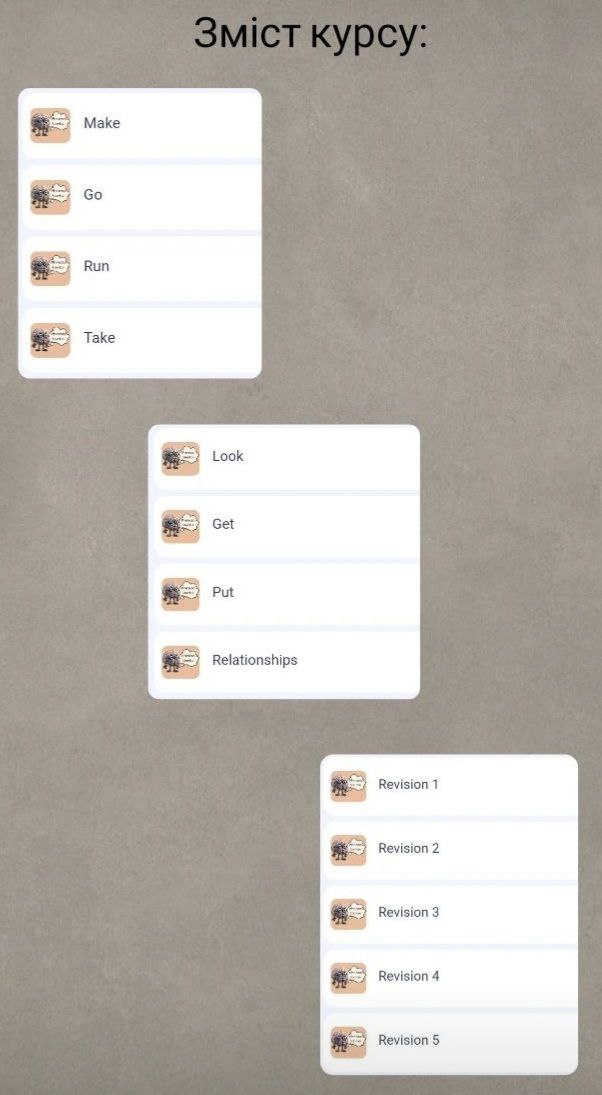 Зміст курсу:
Make
Go
Run
Take
Look
Get
Put
Relationships
Revision 1
Revision 2
Revision 3
Revision 4
Revision 5